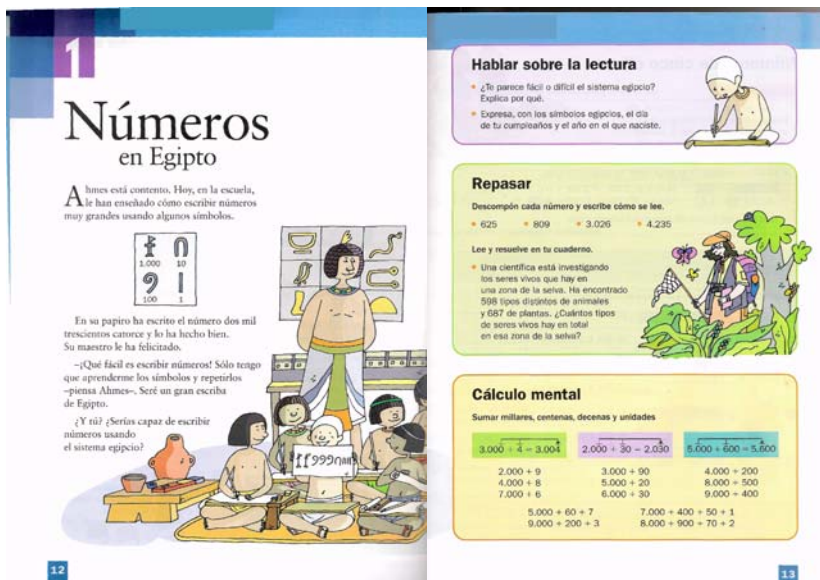 1
Números
en Egipto
Ahmes está contento. Hoy, en la escuela,
le han enseñado cómo escribir números
muy grandes usando algunos símbolos.
1.000 10
100 1
En su papiro ha escrito el número dos mil
trescientos catorce y lo ha hecho bien.
Su maestro le ha felicitado.
–¡Qué fácil es escribir números! Sólo tengo
que aprenderme los símbolos y repetirlos
–piensa Ahmes–. Seré un gran escriba
de Egipto.
¿Y tú? ¿Serías capaz de escribir
números usando
el sistema egipcio?
12
Hablar sobre la lectura
¿Te parece fácil o difícil el sistema egipcio?
Explica por qué.
Expresa, con los símbolos egipcios, el día
de tu cumpleaños y el año en el que naciste.
Repasar
Descompón cada número y escribe cómo se lee.
625 809 3.026 4.235
Lee y resuelve en tu cuaderno.
Una científica está investigando
los seres vivos que hay en
una zona de la selva. Ha encontrado
598 tipos distintos de animales
y 687 de plantas. ¿Cuántos tipos
de seres vivos hay en total
en esa zona de la selva?
Cálculo mental
Sumar millares, centenas, decenas y unidades
3.000 + 4 = 3.004 2.000 + 30 = 2.030 5.000 + 600 = 5.600
2.000 + 9 3.000 + 90 4.000 + 200
4.000 + 8 5.000 + 20 8.000 + 500
7.000 + 6 6.000 + 30 9.000 + 400
5.000 + 60 + 7 7.000 + 400 + 50 + 1
9.000 + 200 + 3 8.000 + 900 + 70 + 2
13